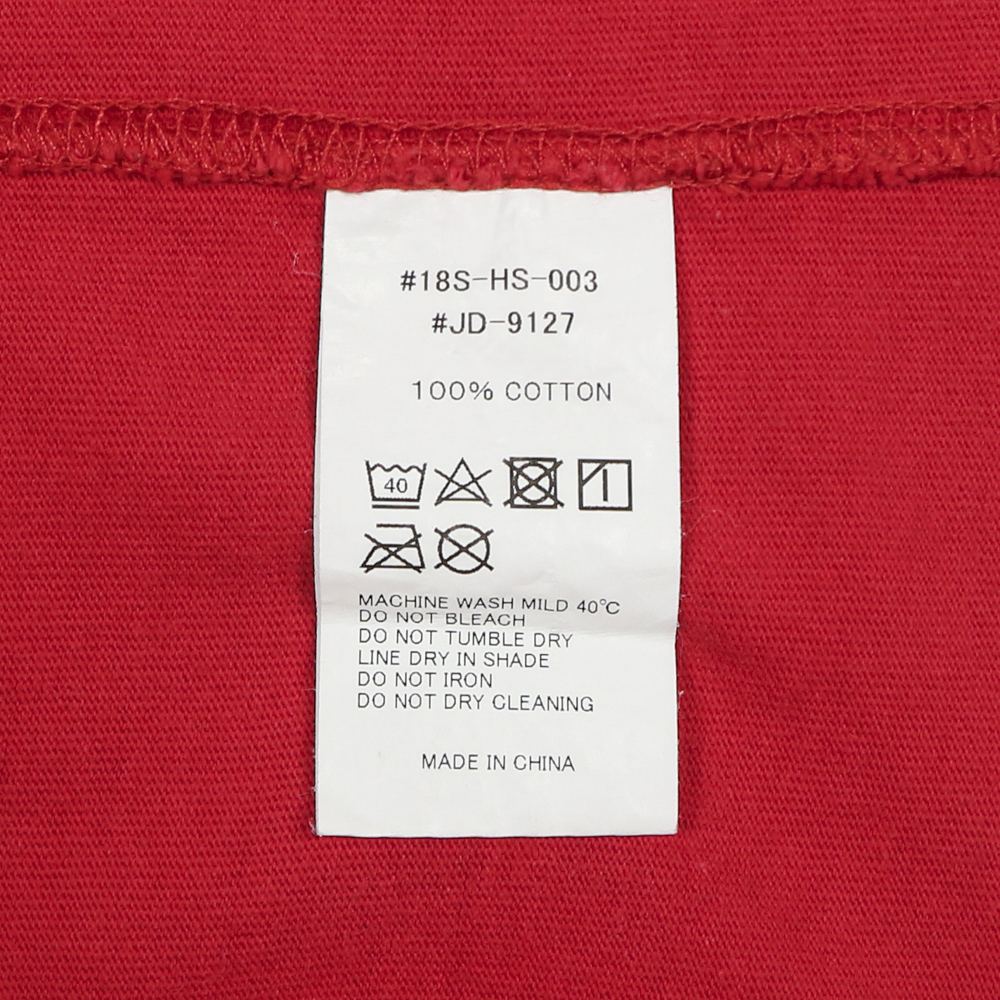 #18S-HS-003
#JD-9127
100% COTTON
40
MACHINE WASH MILD 40℃
DO NOT BLEACH
DO NOT TUMBLE DRY
LINE DRY IN SHADE
DO NOT IRON
DO NOT DRY CLEANING
MADE IN CHINA